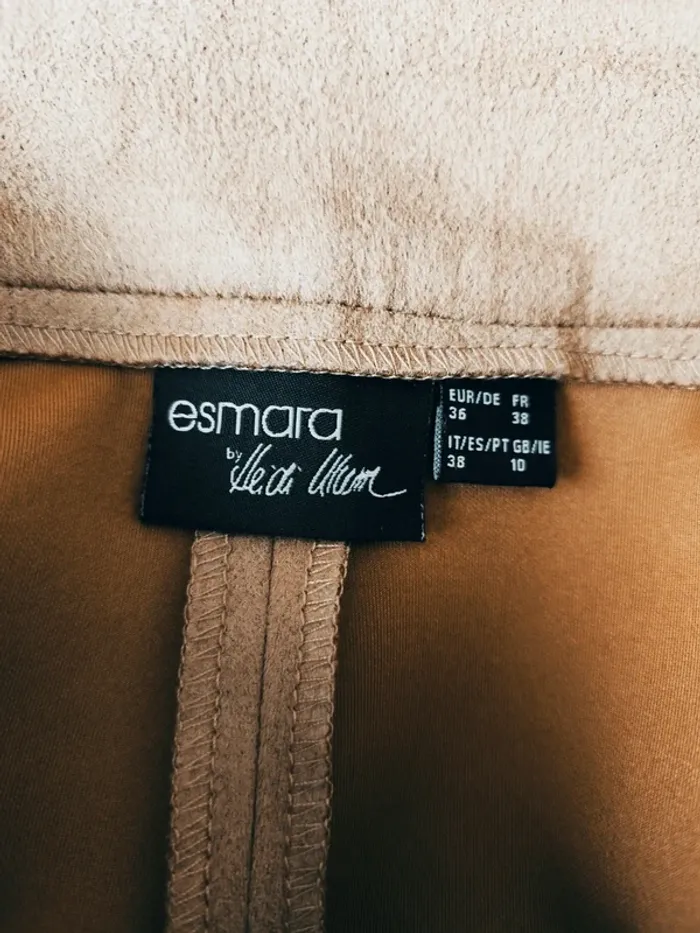 esmara
by Heidi Klum
EUR/DE FR
36 38
IT/ES/PT GB/IE
38 10